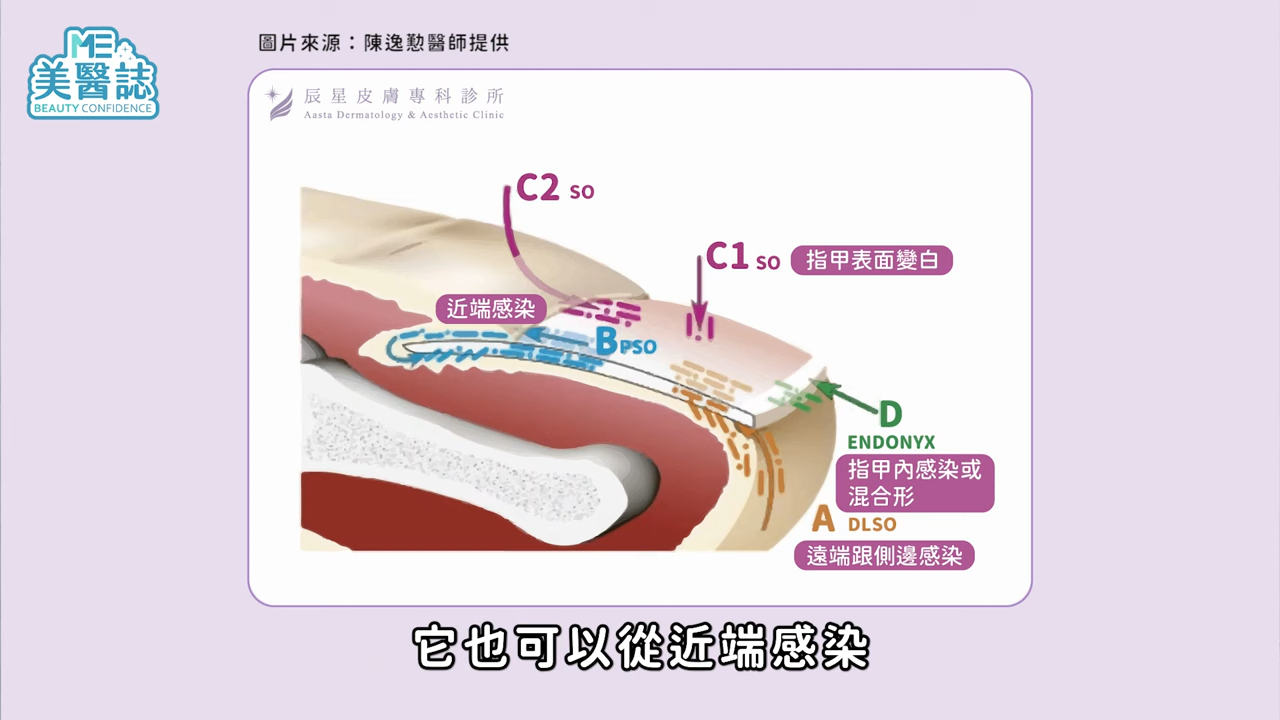 ME
美醫誌
BEAUTY CONFIDENCE
圖片來源：陳逸懃醫師提供
辰星皮膚專科診所
Aasta Dermatology & Aesthetic Clinic
C2 SO
C1 SO 指甲表面變白
近端感染
B PSO
D
ENDONYX
指甲內感染或
混合形
A DLSO
遠端跟側邊感染
它也可以從近端感染